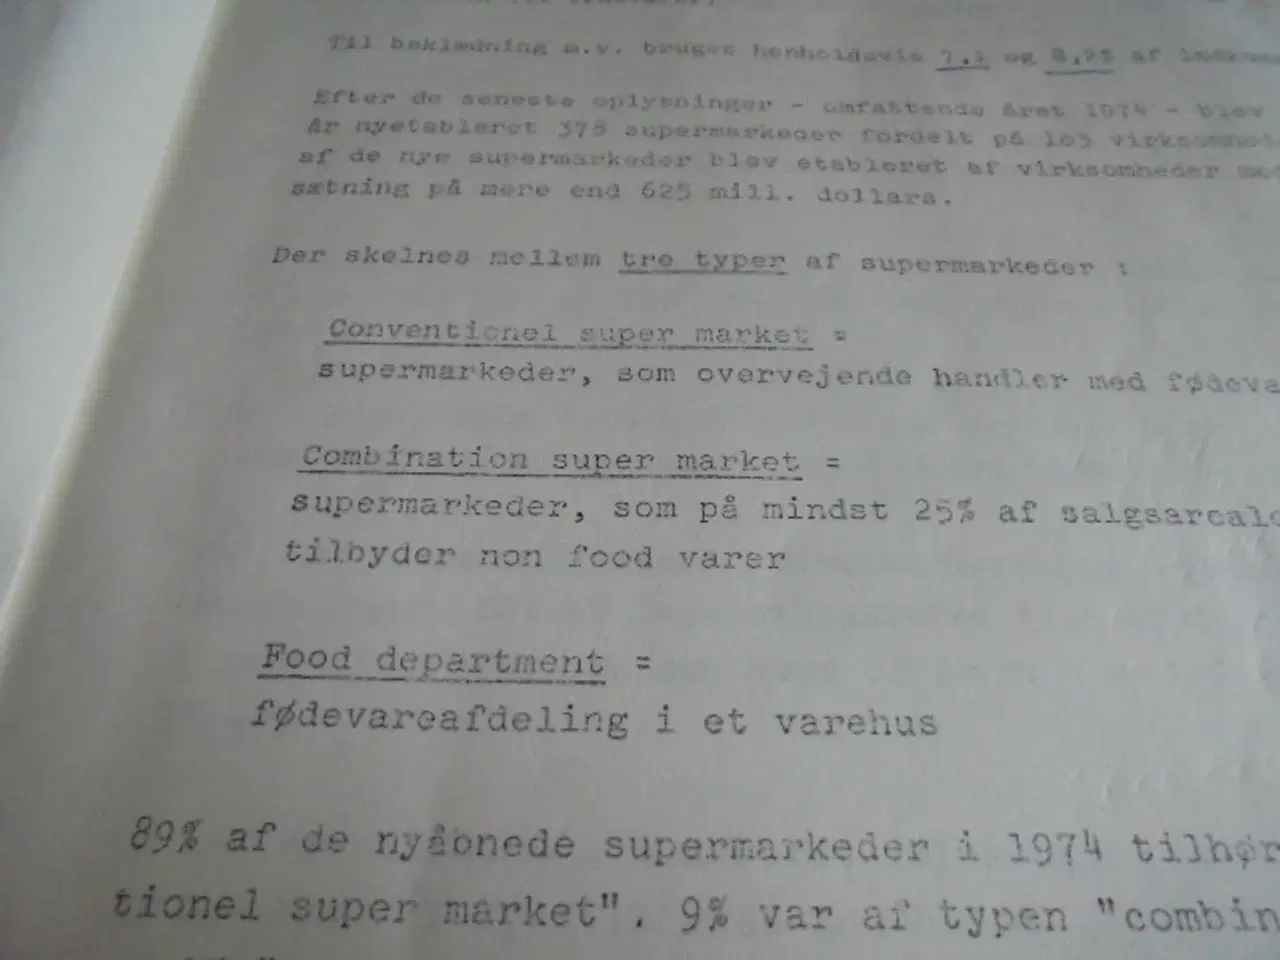 Til beklædning m.v. bruges henholdsvis 7,1 og 8,9% af
Efter de seneste oplysninger - omfattende året 1974 - blev
år nyetableret 375 supermarkeder fordelt på 103
af de nye supermarkeder blev etableret af virksomheder
sætning på mere end 625 mill. dollars.
Der skelnes mellem tre typer af supermarkeder :
Conventionel super market =
supermarkeder, som overvejende handler med fødeva
Combination super market =
supermarkeder, som på mindst 25% af salgsareale
tilbyder non food varer
Food department =
fødevareafdeling i et varehus
89% af de nyåbnede supermarkeder i 1974 tilhør
tionel super market". 9% var af typen "combin